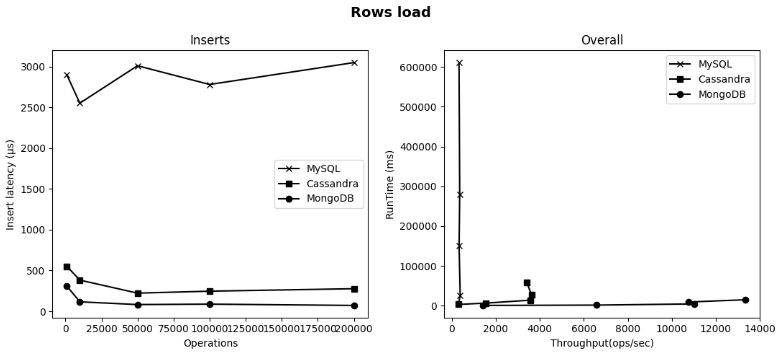 Rows load
Inserts
3000
2500
2000
1500
1000
500
0
Insert latency (μs)
MySQL
Cassandra
MongoDB
0 25000 50000 75000 100000 125000 150000 175000 200000
Operations
Overall
600000
500000
400000
300000
200000
100000
0
RunTime (ms)
MySQL
Cassandra
MongoDB
0 2000 4000 6000 8000 10000 12000 14000
Throughput(ops/sec)